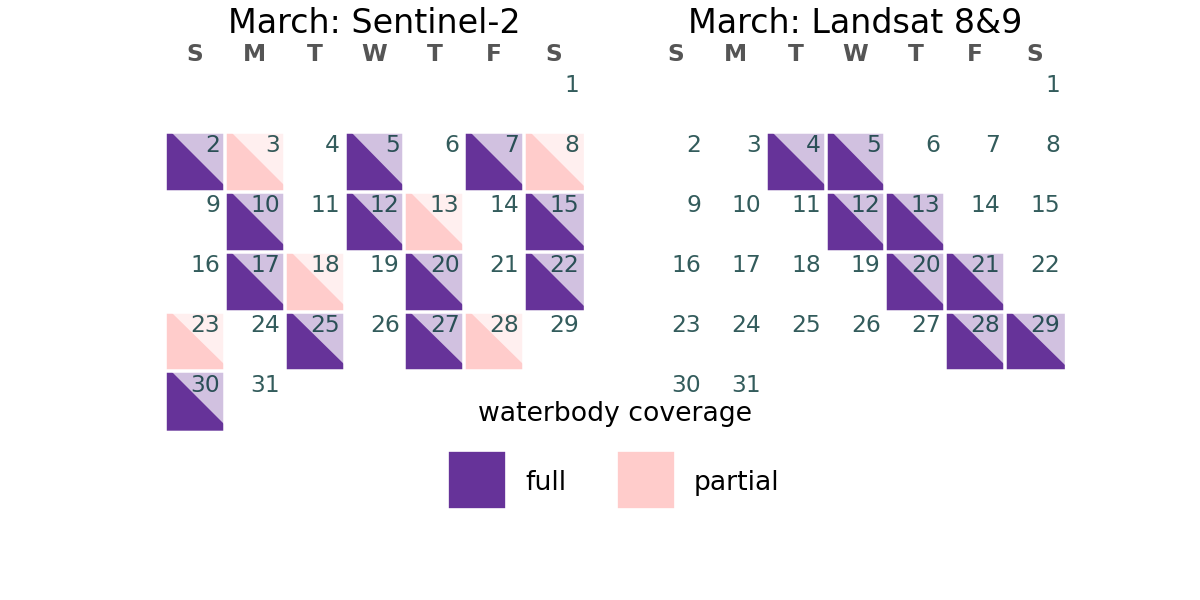 March: Sentinel-2
S M T W T F S
1
2 3 4 5 6 7 8
9 10 11 12 13 14 15
16 17 18 19 20 21 22
23 24 25 26 27 28 29
30 31
March: Landsat 8&9
S M T W T F S
1
2 3 4 5 6 7 8
9 10 11 12 13 14 15
16 17 18 19 20 21 22
23 24 25 26 27 28 29
30 31
waterbody coverage
full partial